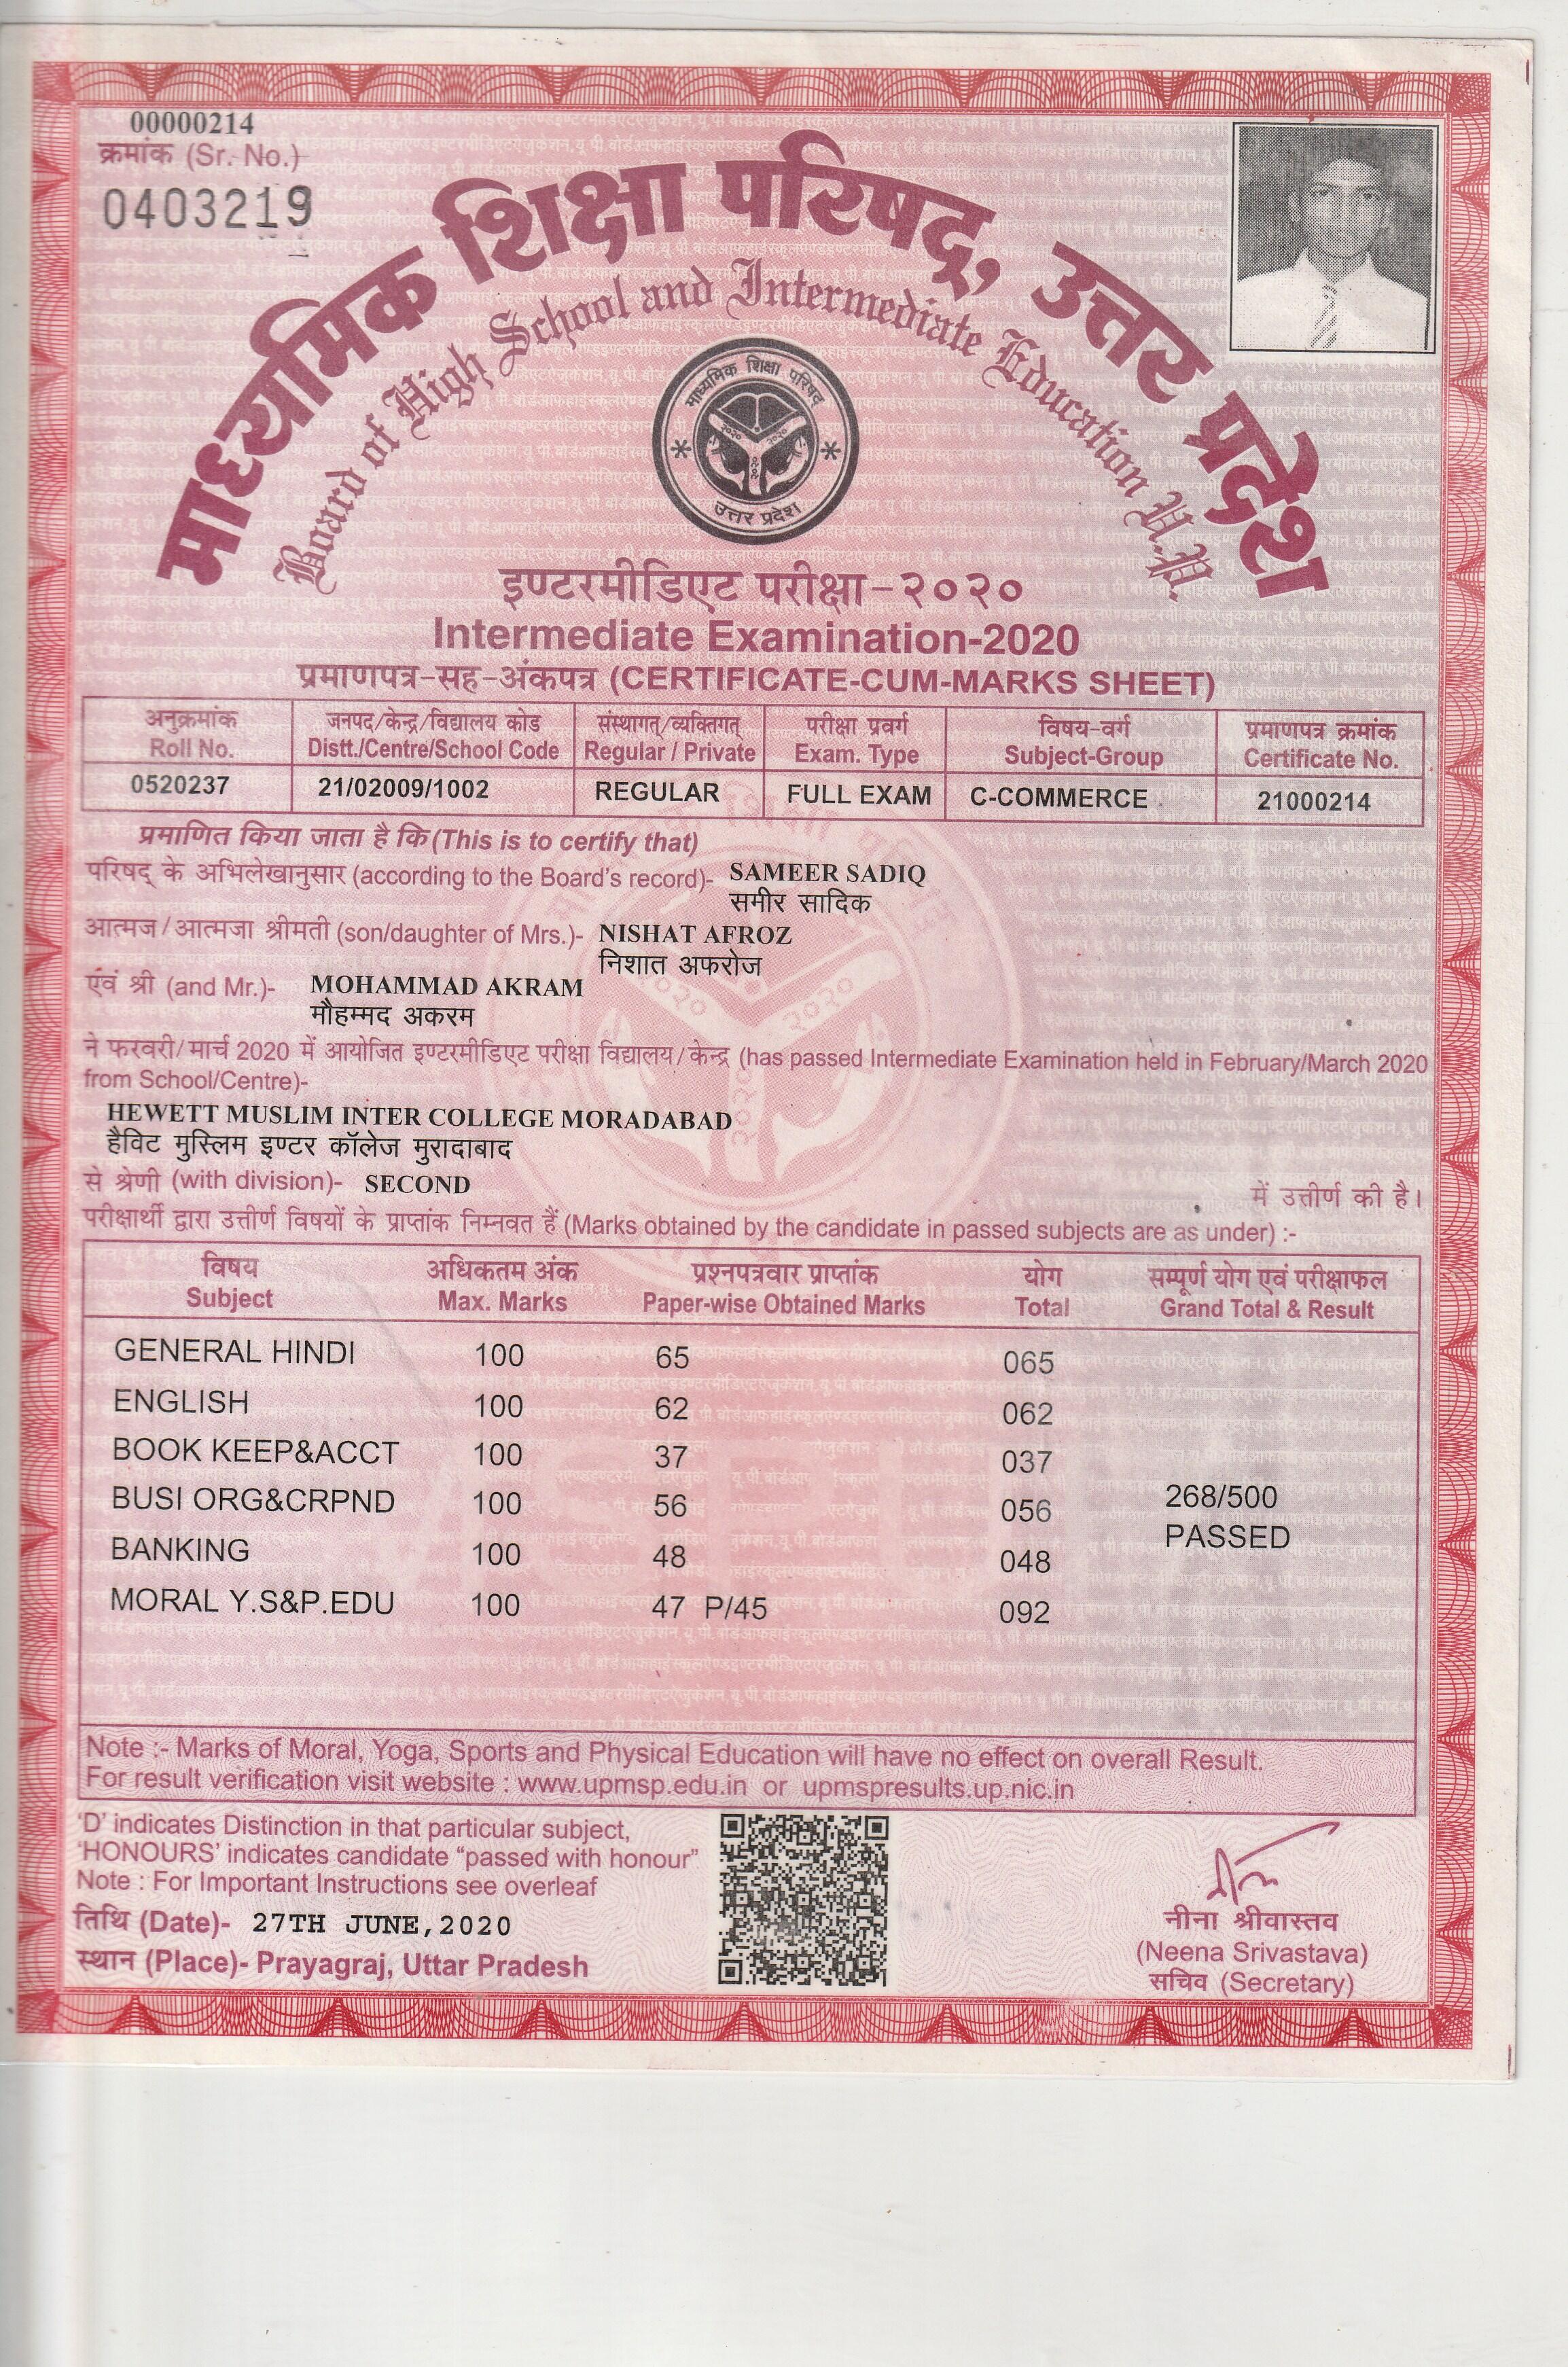 00000214
क्रमांक (Sr. No.)
0403219
माध्यमिक शिक्षा परिषद्, उत्तर प्रदेश
Board of High School and Intermediate Education U.P.
माध्यमिक शिक्षा परिषद्
२०२० २०२०
२०२०
उत्तर प्रदेश
इण्टरमीडिएट परीक्षा-२०२०
Intermediate Examination-2020
प्रमाणपत्र-सह-अंकपत्र (CERTIFICATE-CUM-MARKS SHEET)
अनुक्रमांक जनपद/केन्द्र/विद्यालय कोड संस्थागत्/व्यक्तिगत् परीक्षा प्रवर्ग विषय-वर्ग प्रमाणपत्र क्रमांक
Roll No. Distt./Centre/School Code Regular / Private Exam. Type Subject-Group Certificate No.
0520237 21/02009/1002 REGULAR FULL EXAM C-COMMERCE 21000214
प्रमाणित किया जाता है कि (This is to certify that)
परिषद् के अभिलेखानुसार (according to the Board's record)- SAMEER SADIQ
समीर सादिक
आत्मज/आत्मजा श्रीमती (son/daughter of Mrs.)- NISHAT AFROZ
निशात अफरोज
एवं श्री (and Mr.)- MOHAMMAD AKRAM
मौहम्मद अकरम
ने फरवरी/मार्च 2020 में आयोजित इण्टरमीडिएट परीक्षा विद्यालय/केन्द्र (has passed Intermediate Examination held in February/March 2020
from School/Centre)-
HEWETT MUSLIM INTER COLLEGE MORADABAD
हैविट मुस्लिम इण्टर कॉलेज मुरादाबाद
से श्रेणी (with division)- SECOND में उत्तीर्ण की है।
परीक्षार्थी द्वारा उत्तीर्ण विषयों के प्राप्तांक निम्नवत हैं (Marks obtained by the candidate in passed subjects are as under) :-
विषय अधिकतम अंक प्रश्नपत्रवार प्राप्तांक योग सम्पूर्ण योग एवं परीक्षाफल
Subject Max. Marks Paper-wise Obtained Marks Total Grand Total & Result
GENERAL HINDI 100 65 065
ENGLISH 100 62 062
BOOK KEEP&ACCT 100 37 037
BUSI ORG&CRPND 100 56 056 268/500
PASSED
BANKING 100 48 048
MORAL Y.S&P.EDU 100 47 P/45 092
Note :- Marks of Moral, Yoga, Sports and Physical Education will have no effect on overall Result.
For result verification visit website : www.upmsp.edu.in or upmspresults.up.nic.in
'D' indicates Distinction in that particular subject,
'HONOURS' indicates candidate "passed with honour"
Note : For Important Instructions see overleaf
तिथि (Date)- 27TH JUNE,2020
स्थान (Place)- Prayagraj, Uttar Pradesh
नीना श्रीवास्तव
(Neena Srivastava)
सचिव (Secretary)